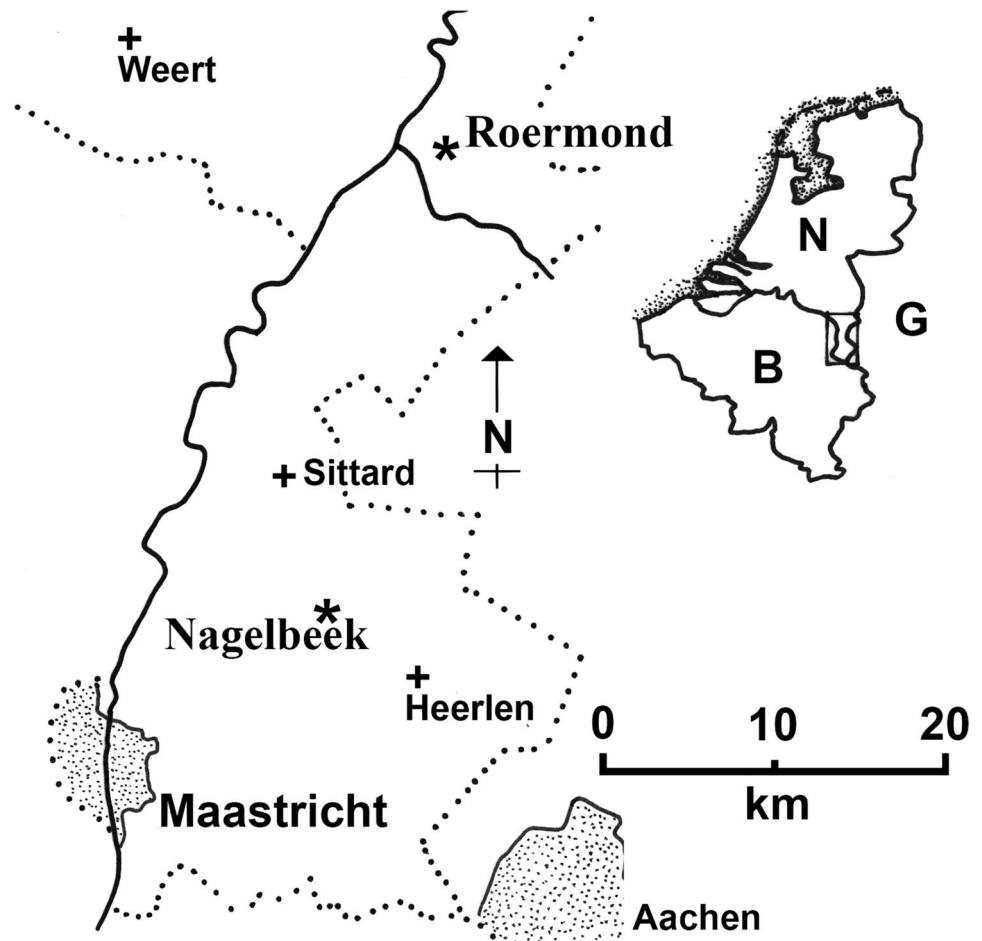 +
Weert
* Roermond
N
G
B
N
+ Sittard
*
Nagelbeek
+
Heerlen
0 10 20
km
Maastricht
Aachen